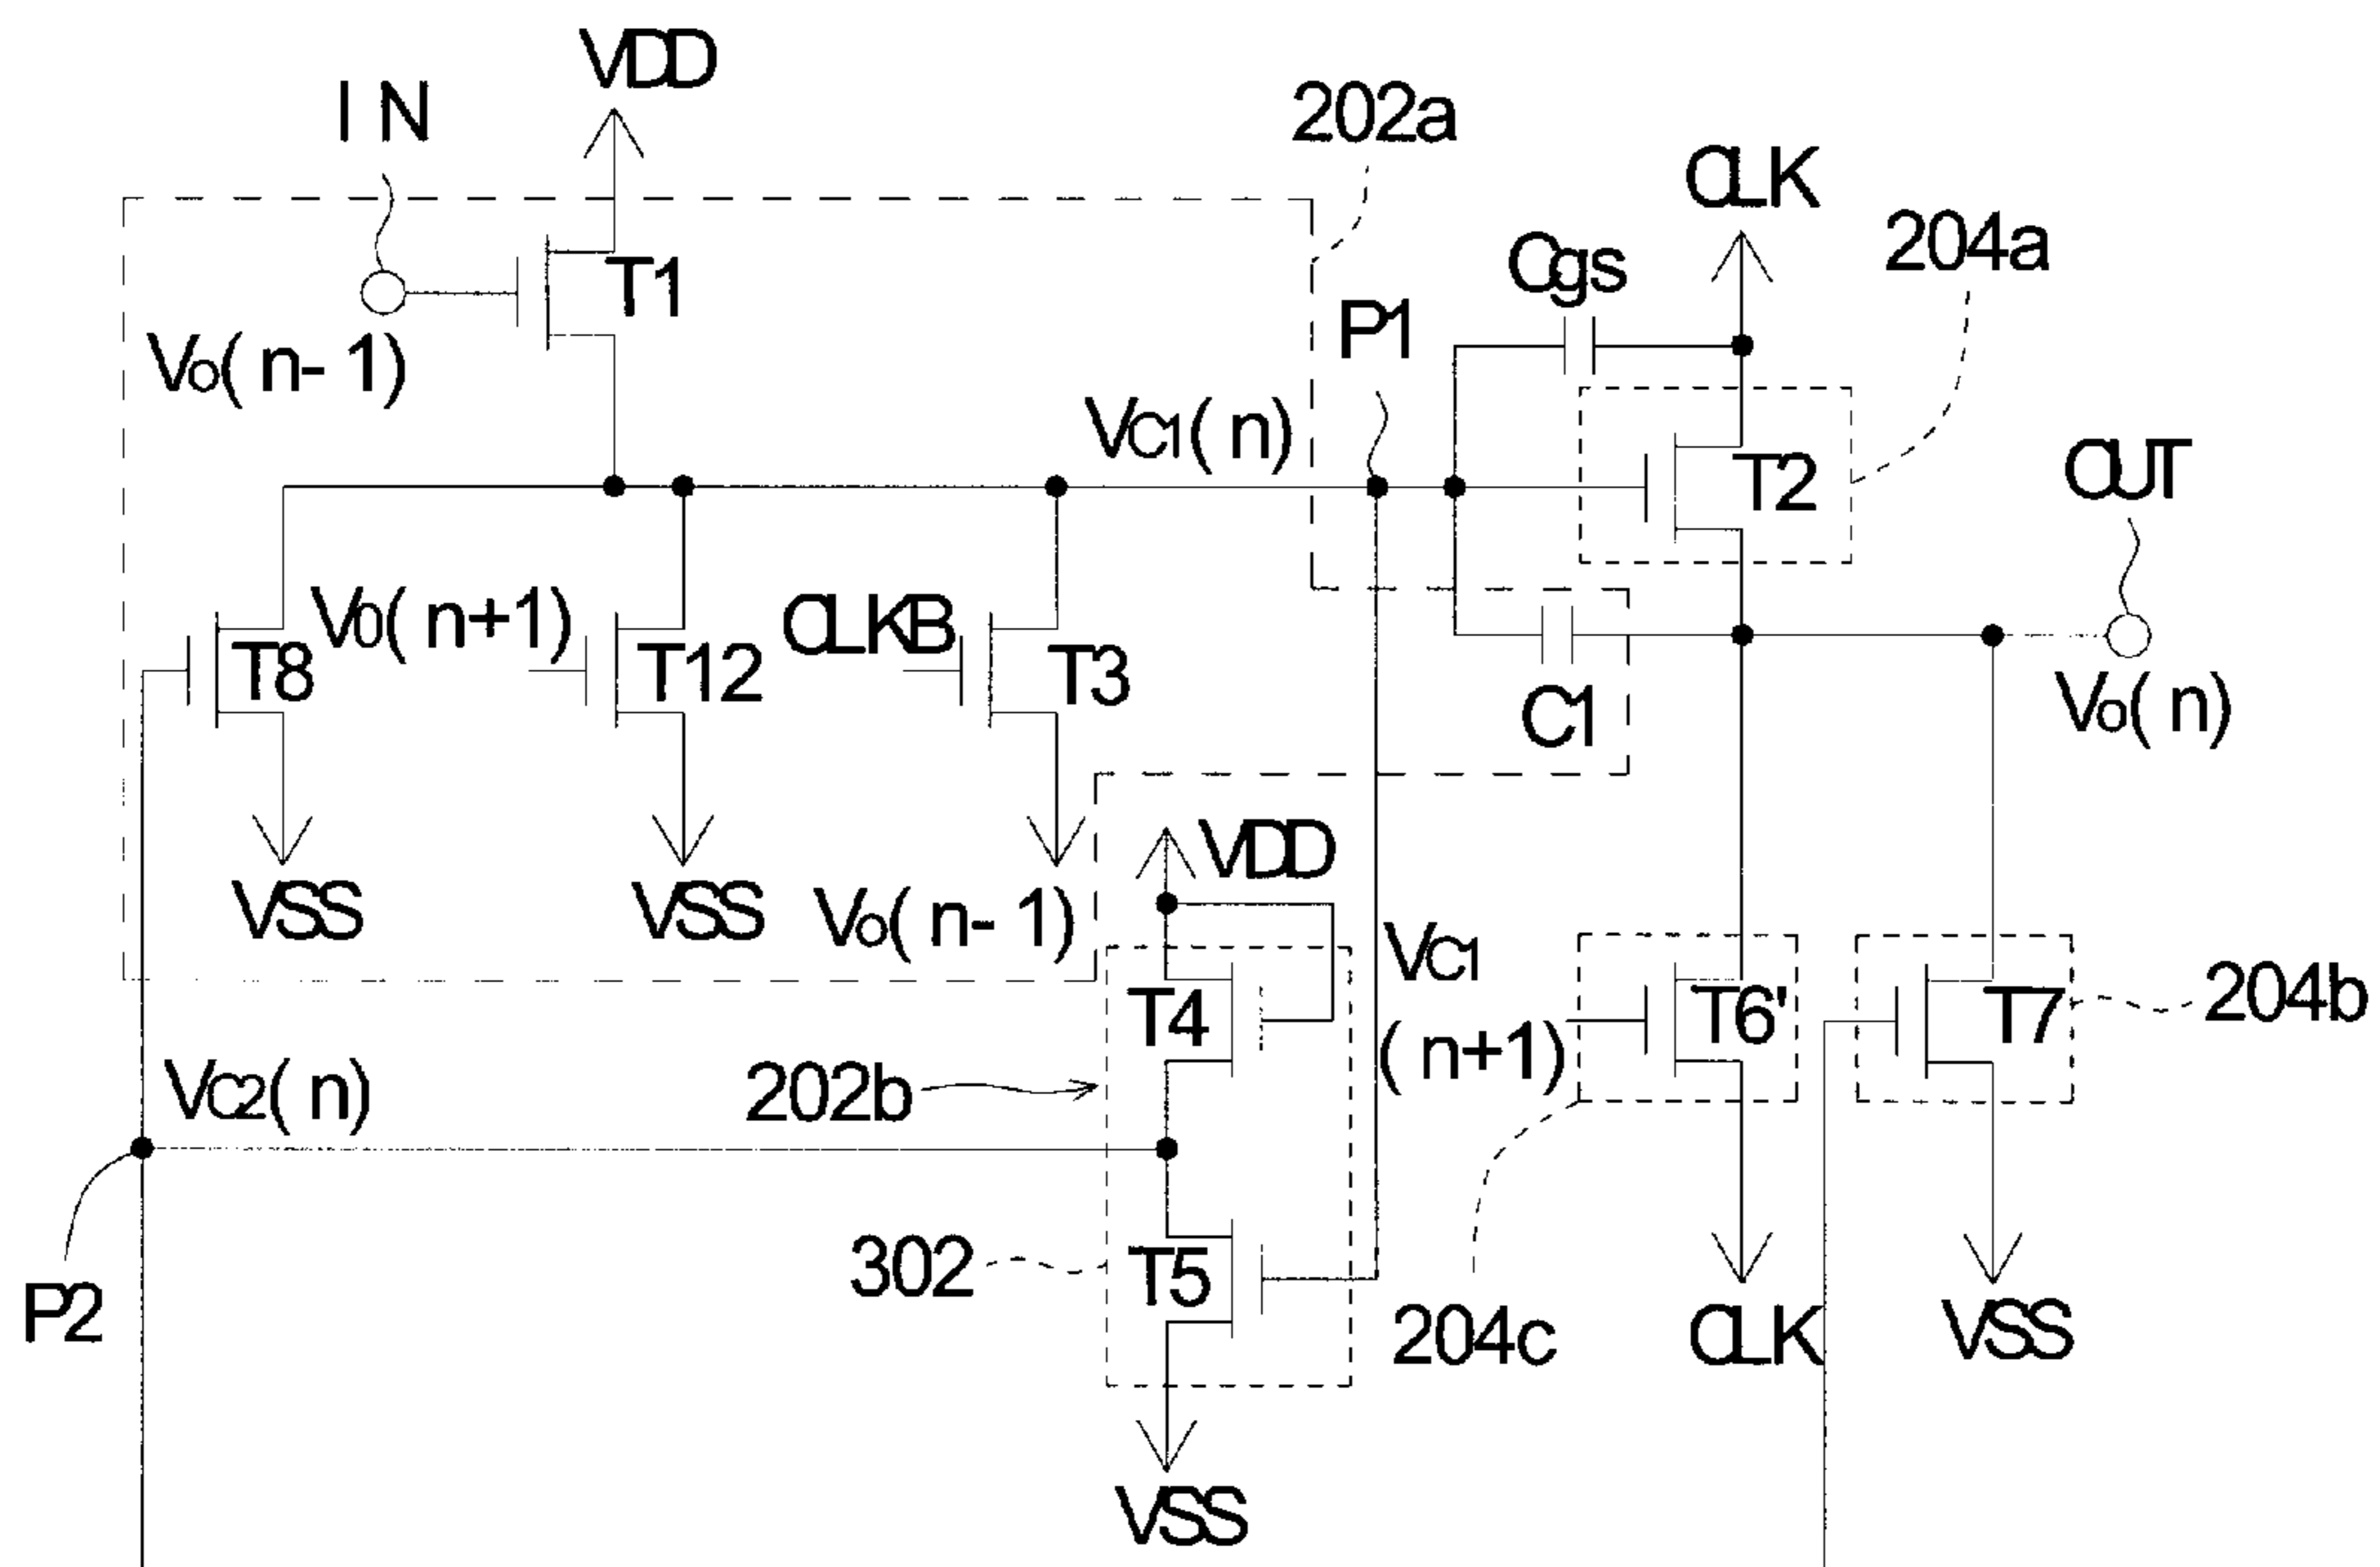 VDD
IN
202a
CLK
204a
Cgs
T1
P1
Vo(n-1)
VC1(n)
T2
OUT
V0(n+1)
CLKB
T8
T12
T3
C1
Vo(n)
VDD
VSS
VSS
Vo(n-1)
VC1
(n+1)
T4
T6'
T7
204b
202b
VC2(n)
302
T5
P2
204c
CLK
VSS
VSS